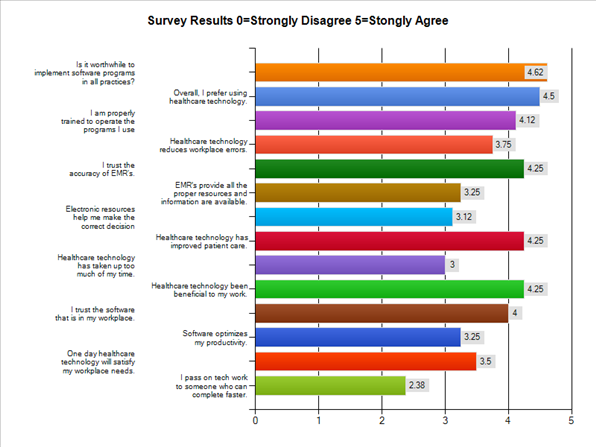 Survey Results 0=Strongly Disagree 5=Stongly Agree
Is it worthwhile to
implement software programs
in all practices?
4.62
Overall, I prefer using
healthcare technology.
4.5
I am properly
trained to operate the
programs I use
4.12
Healthcare technology
reduces workplace errors.
3.75
I trust the
accuracy of EMR's.
4.25
EMR's provide all the
proper resources and
information are available.
3.25
Electronic resources
help me make the
correct decision
3.12
Healthcare technology has
improved patient care.
4.25
Healthcare technology
has taken up too
much of my time.
3
Healthcare technology been
beneficial to my work.
4.25
I trust the software
that is in my workplace.
4
Software optimizes
my productivity.
3.25
One day healthcare
technology will satisfy
my workplace needs.
3.5
I pass on tech work
to someone who can
complete faster.
2.38
0 1 2 3 4 5